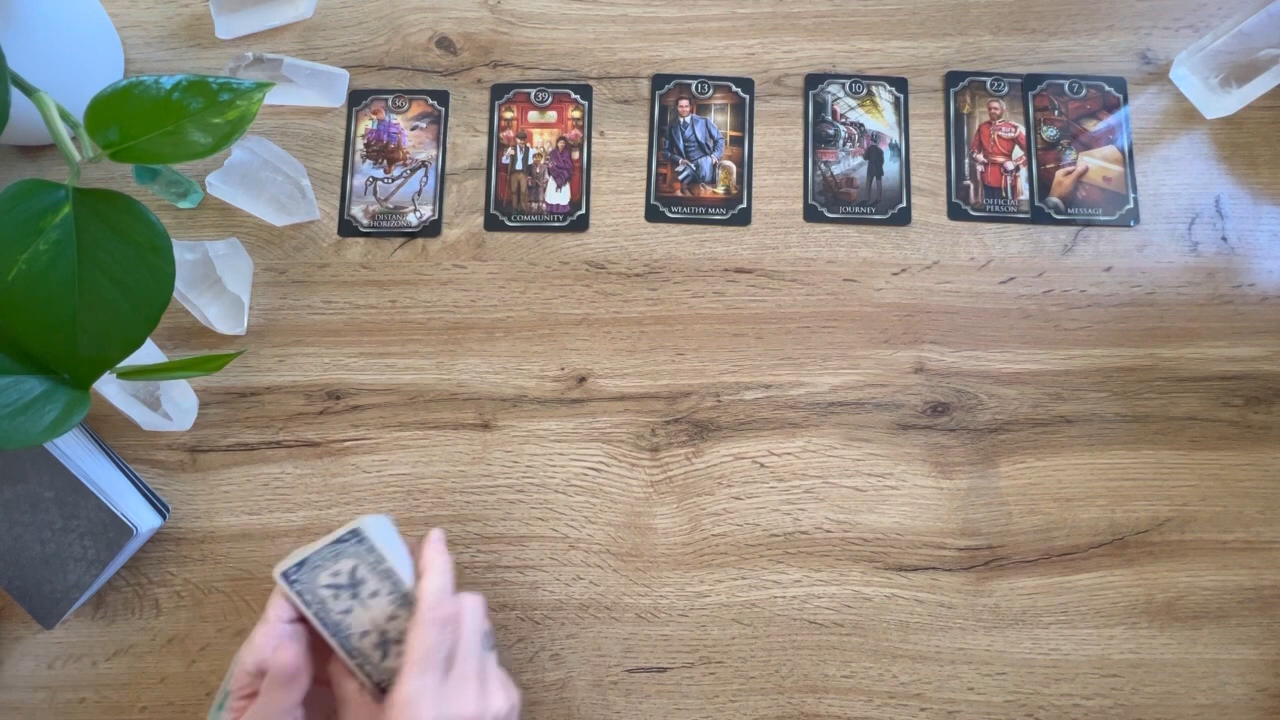 36
DISTANT
HORIZONS
39
COMMUNITY
13
WEALTHY MAN
10
JOURNEY
22
OFFICIAL
PERSON
7
MESSAGE